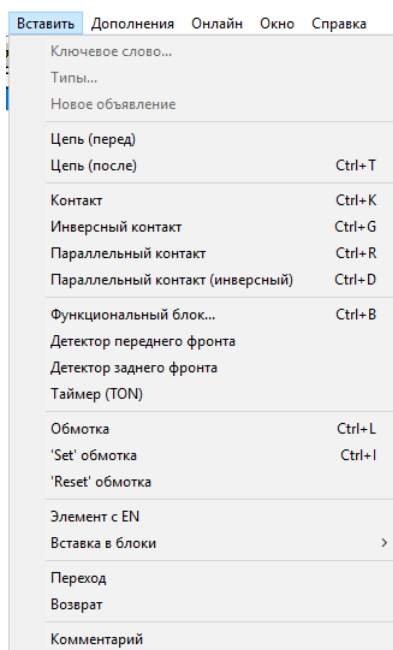 Вставить Дополнения Онлайн Окно Справка
Ключевое слово...
Типы...
Новое объявление
Цепь (перед)
Цепь (после) Ctrl+T
Контакт Ctrl+K
Инверсный контакт Ctrl+G
Параллельный контакт Ctrl+R
Параллельный контакт (инверсный) Ctrl+D
Функциональный блок... Ctrl+B
Детектор переднего фронта
Детектор заднего фронта
Таймер (TON)
Обмотка Ctrl+L
'Set' обмотка Ctrl+I
'Reset' обмотка
Элемент с EN
Вставка в блоки >
Переход
Возврат
Комментарий